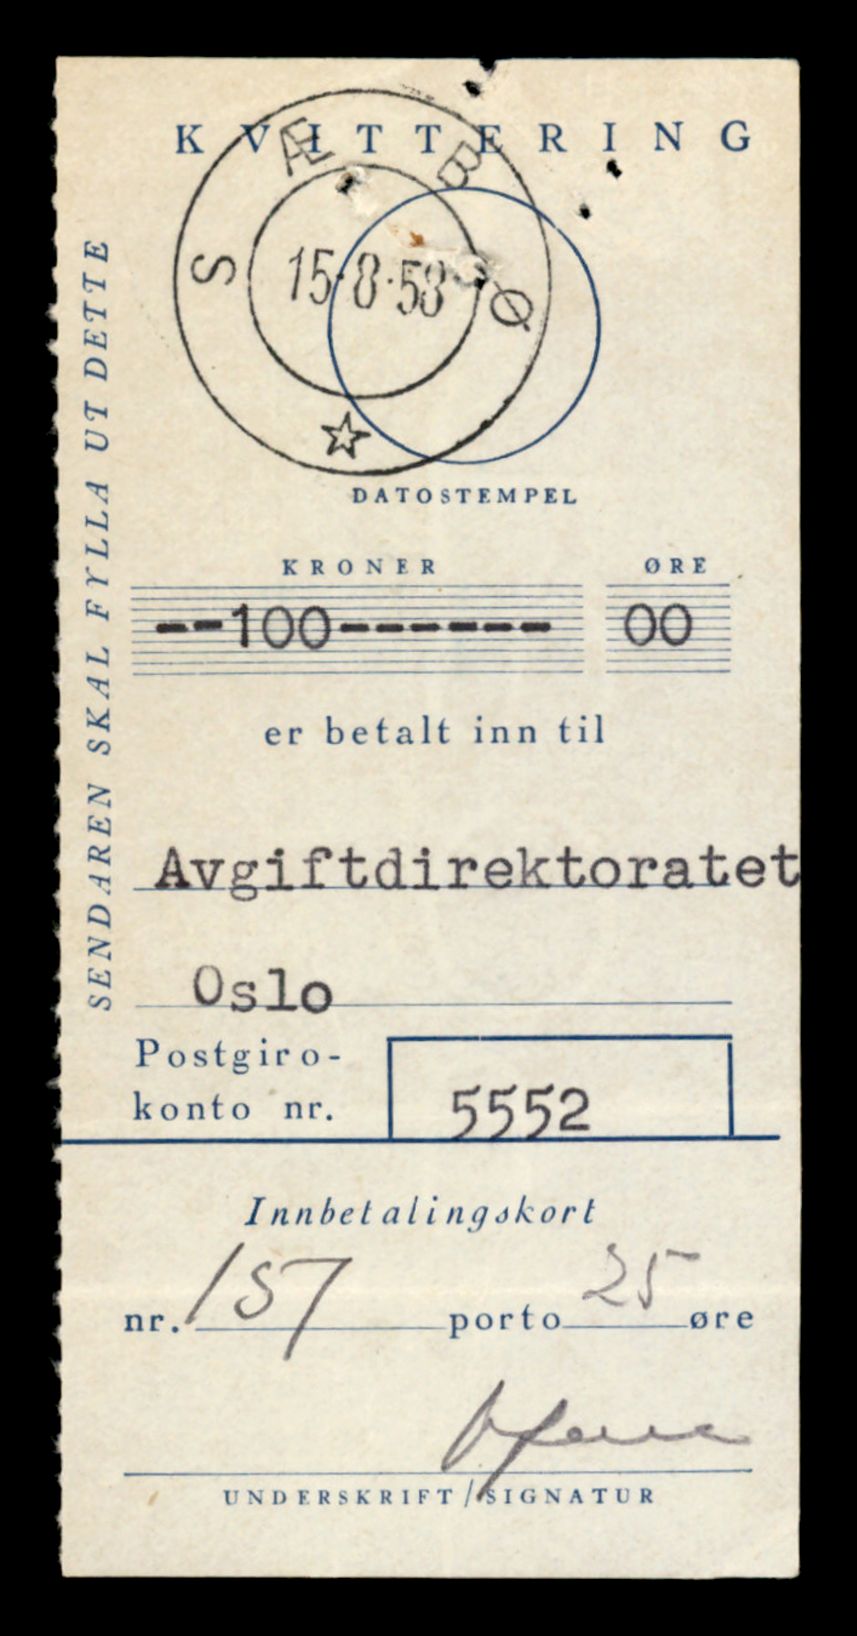 KVITTERING
SÆBØ
15·8·58
DATOSTEMPEL
SENDAREN SKAL FYLLA UT DETTE
KRONER ØRE
--100------ 00
er betalt inn til
Avgiftdirektoratet
Oslo
Postgiro-
konto nr. 5552
Innbetalingskort
nr. 157 porto 25 øre
UNDERSKRIFT/SIGNATUR